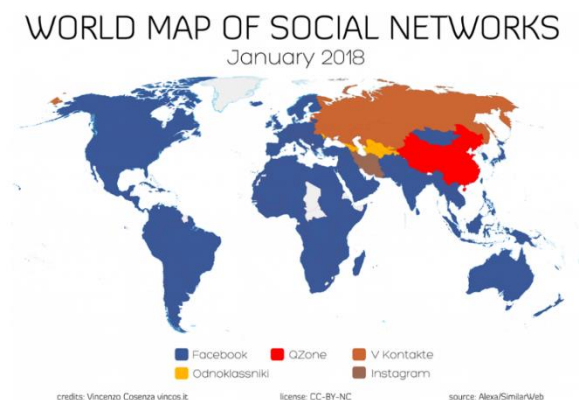 WORLD MAP OF SOCIAL NETWORKS
January 2018
Facebook QZone V Kontakte
Odnoklassniki Instagram
credits: Vincenzo Cosenza vincos.it license: CC-BY-NC source: Alexa/SimilarWeb